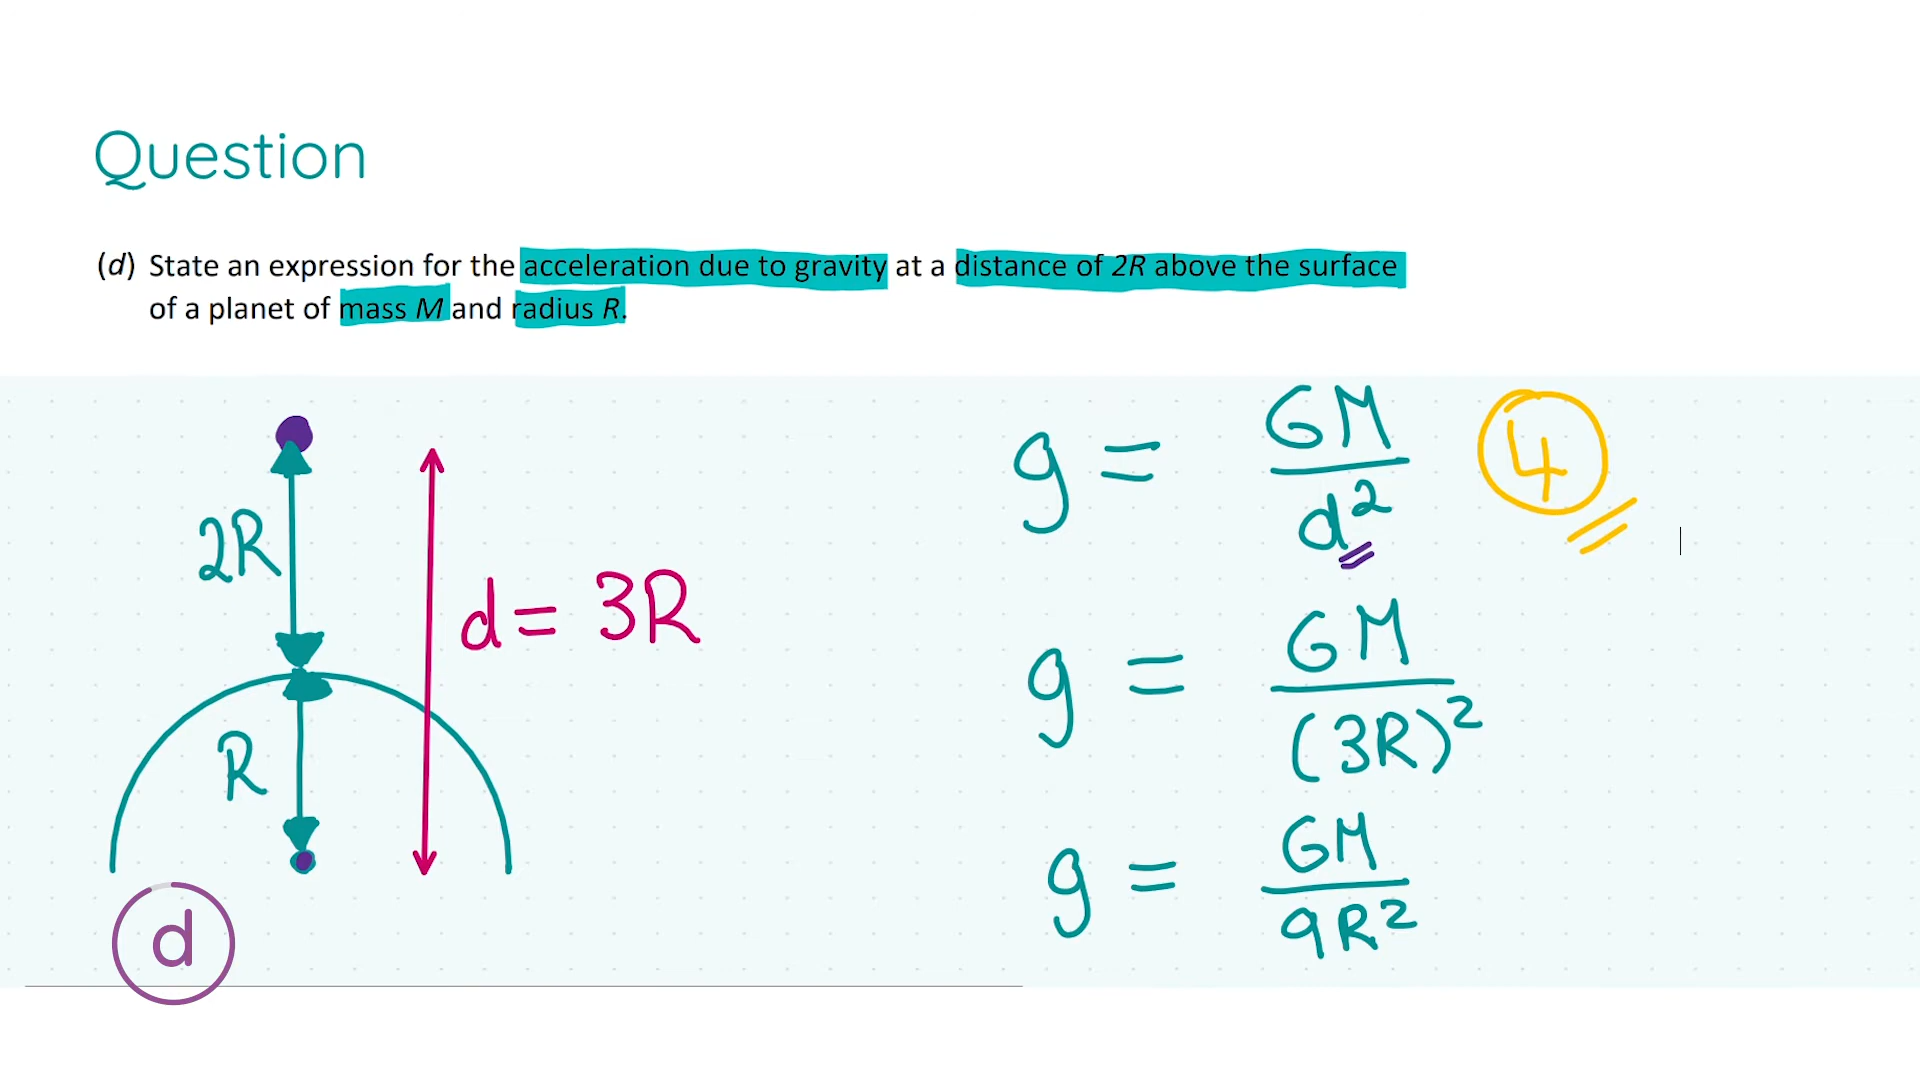 Question
(d) State an expression for the acceleration due to gravity at a distance of 2R above the surface
of a planet of mass M and radius R.
2R
R
d = 3R
g = GM / d²
4
g = GM / (3R)²
g = GM / 9R²
d